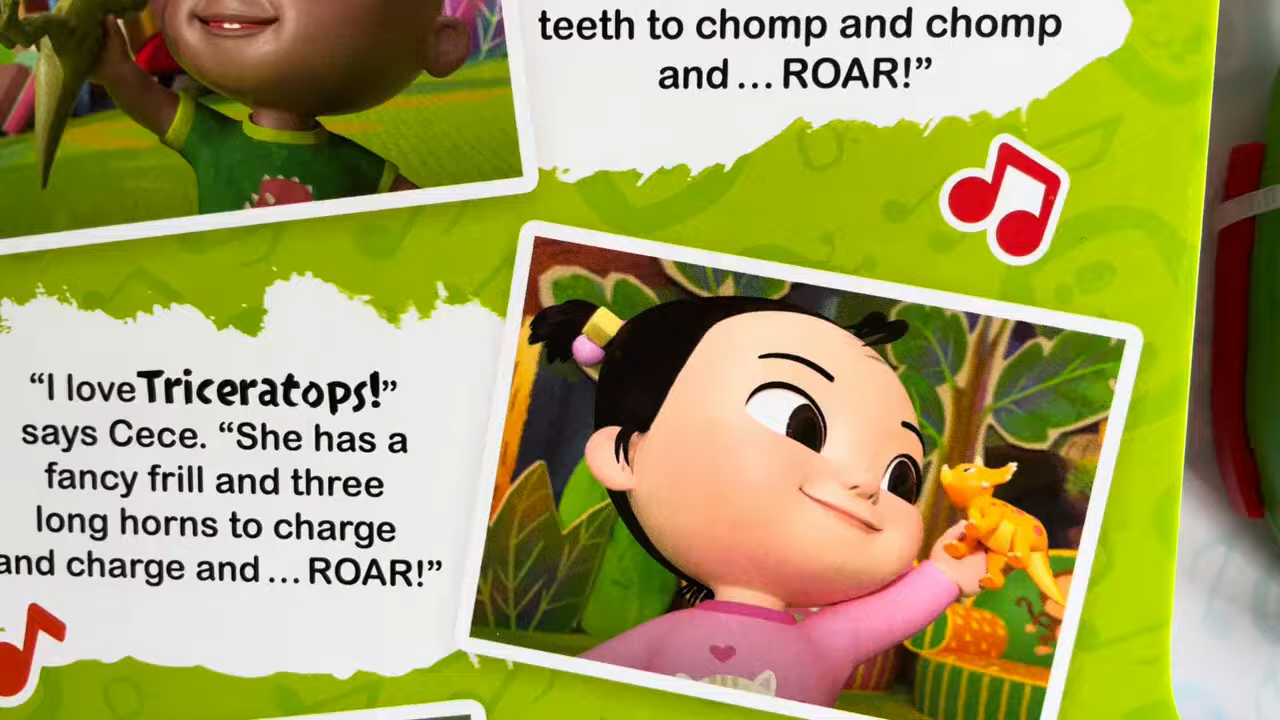 teeth to chomp and chomp
and... ROAR!”
“I love Triceratops!”
says Cece. “She has a
fancy frill and three
long horns to charge
and charge and... ROAR!”